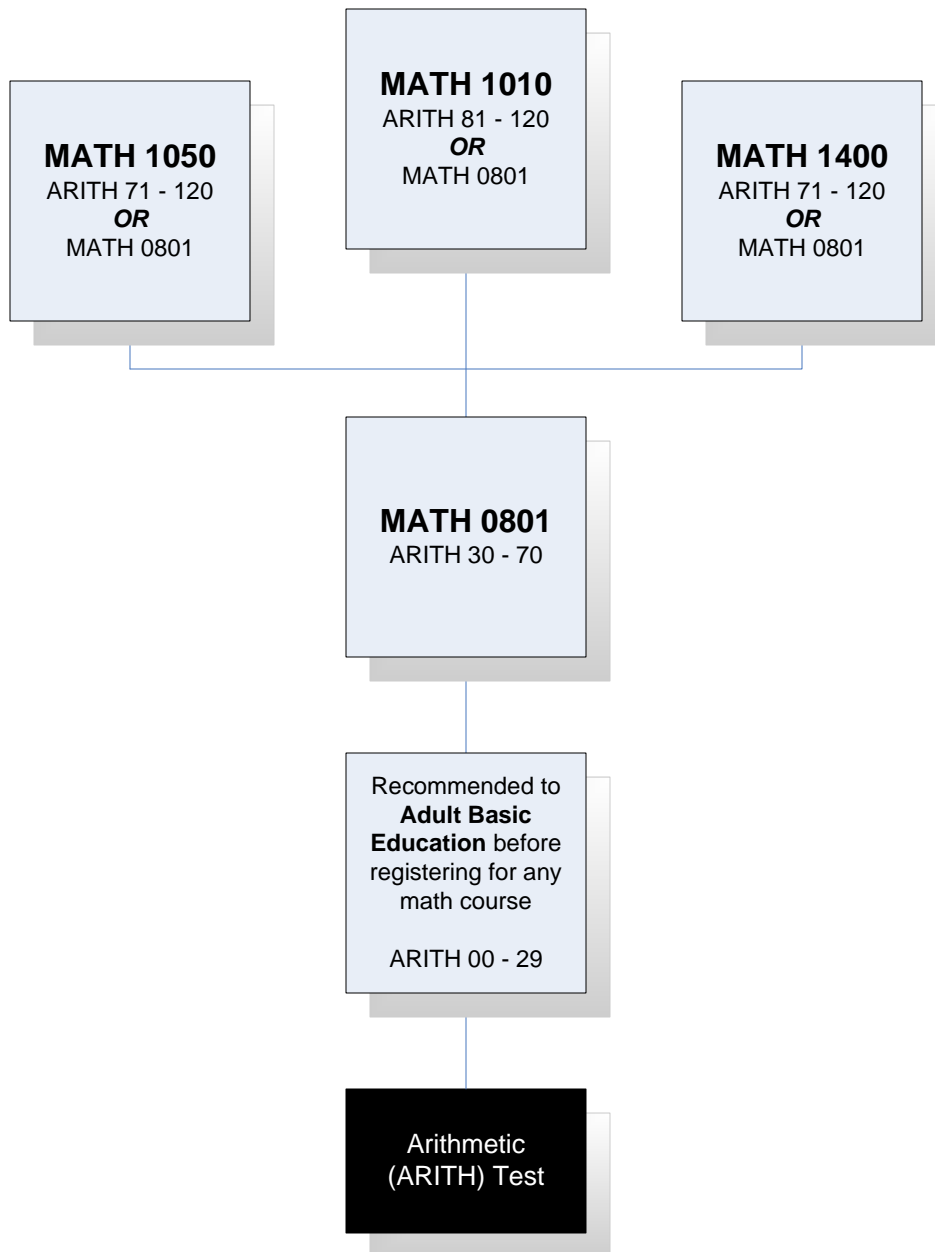 MATH 1050
ARITH 71 - 120
OR
MATH 0801
MATH 1010
ARITH 81 - 120
OR
MATH 0801
MATH 1400
ARITH 71 - 120
OR
MATH 0801
MATH 0801
ARITH 30 - 70
Recommended to
Adult Basic
Education before
registering for any
math course
ARITH 00 - 29
Arithmetic
(ARITH) Test